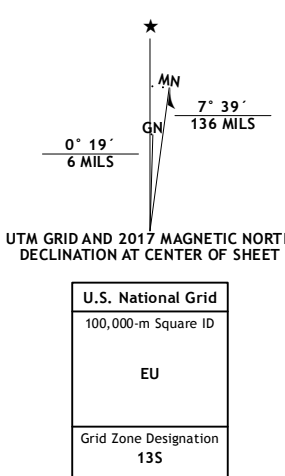 ★
MN
7° 39´
136 MILS
GN
0° 19´
6 MILS
UTM GRID AND 2017 MAGNETIC NORT
DECLINATION AT CENTER OF SHEET
U.S. National Grid
100,000-m Square ID
EU
Grid Zone Designation
13S